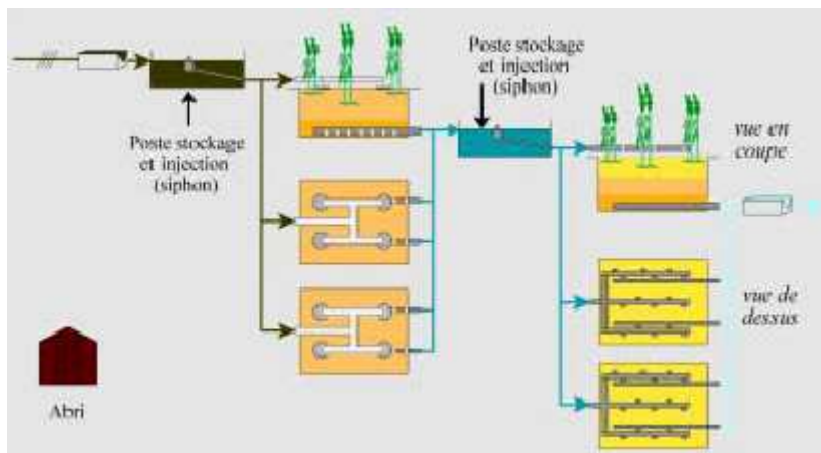 Poste stockage
et injection
(siphon)
Poste stockage
et injection
(siphon)
vue en
coupe
vue de
dessus
Abri